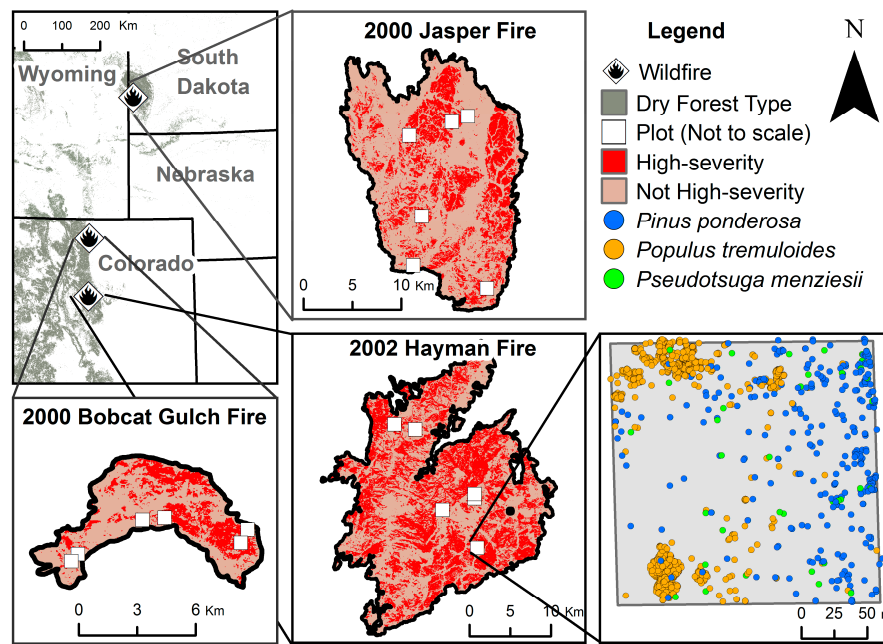 0 100 200 Km
Wyoming
South
Dakota
Nebraska
Colorado
2000 Jasper Fire
0 5 10 Km
Legend
Wildfire
Dry Forest Type
Plot (Not to scale)
High-severity
Not High-severity
Pinus ponderosa
Populus tremuloides
Pseudotsuga menziesii
N
2000 Bobcat Gulch Fire
0 3 6 Km
2002 Hayman Fire
0 5 10 Km
0 25 50 m